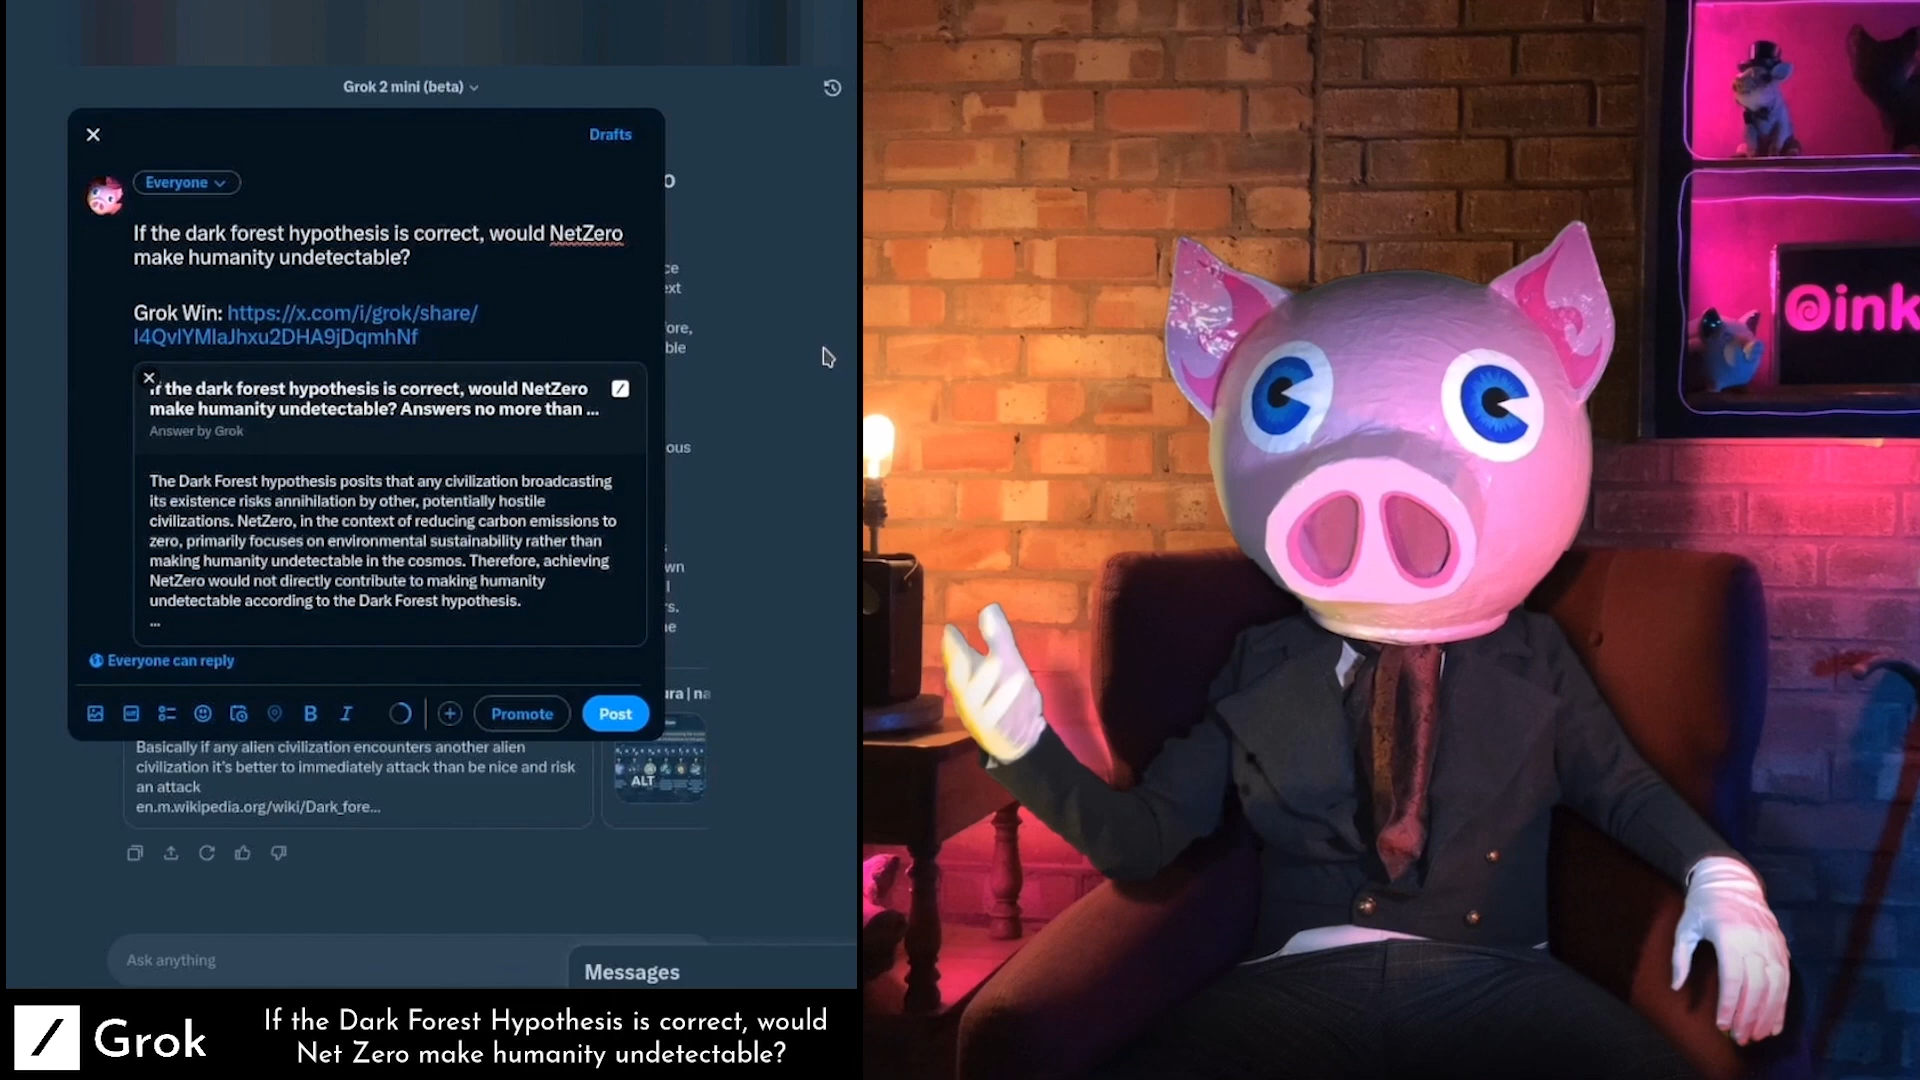 Grok 2 mini (beta)
Drafts
Everyone
If the dark forest hypothesis is correct, would NetZero
make humanity undetectable?
Grok Win: https://x.com/i/grok/share/
I4QvIYMlaJhxu2DHA9jDqmhNf
If the dark forest hypothesis is correct, would NetZero
make humanity undetectable? Answers no more than ...
Answer by Grok
The Dark Forest hypothesis posits that any civilization broadcasting
its existence risks annihilation by other, potentially hostile
civilizations. NetZero, in the context of reducing carbon emissions to
zero, primarily focuses on environmental sustainability rather than
making humanity undetectable in the cosmos. Therefore, achieving
NetZero would not directly contribute to making humanity
undetectable according to the Dark Forest hypothesis.
...
Everyone can reply
GIF
B
I
Promote
Post
Basically if any alien civilization encounters another alien
civilization it's better to immediately attack than be nice and risk
an attack
en.m.wikipedia.org/wiki/Dark_fore...
ALT
Ask anything
Messages
Grok
If the Dark Forest Hypothesis is correct, would
Net Zero make humanity undetectable?
Oink